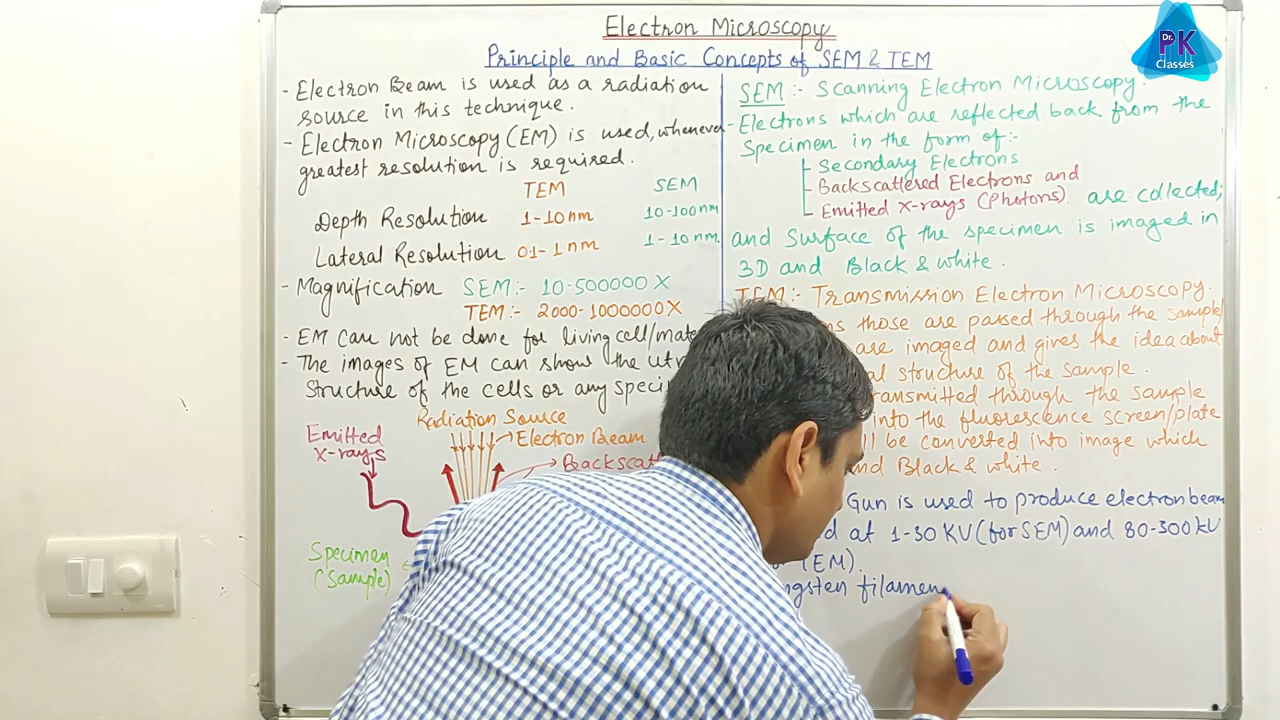 Electron Microscopy
Principle and Basic Concepts of SEM & TEM
Dr.
PK
Classes
- Electron Beam is used as a radiation
source in this technique.
- Electron Microscopy (EM) is used, whenever
greatest resolution is required.
TEM SEM
Depth Resolution 1-10nm 10-100nm
Lateral Resolution 0.1-1nm 1-10nm
- Magnification SEM:- 10-500000X
TEM:- 2000-1000000X
- EM Can not be done for living cell/
- The images of EM can show the
Structure of the cells or any
Radiation Source
Electron Beam
Emitted
X-rays
Specimen
(Sample)
SEM:- Scanning Electron Microscopy.
- Electrons which are reflected back from the
Specimen in the form of:-
Secondary Electrons
Backscattered Electrons and
Emitted X-rays (Photons). are collected;
and Surface of the specimen is imaged in
3D and Black & white.
TEM:- Transmission Electron Microscopy.
those are passed through the sample/
are imaged and gives the idea about
structure of the sample.
transmitted through the sample
into the fluorescence screen/plate
be converted into image which
and Black & white.
Gun is used to produce electron beam
at 1-30 KV (for SEM) and 80-300 kV
filamen